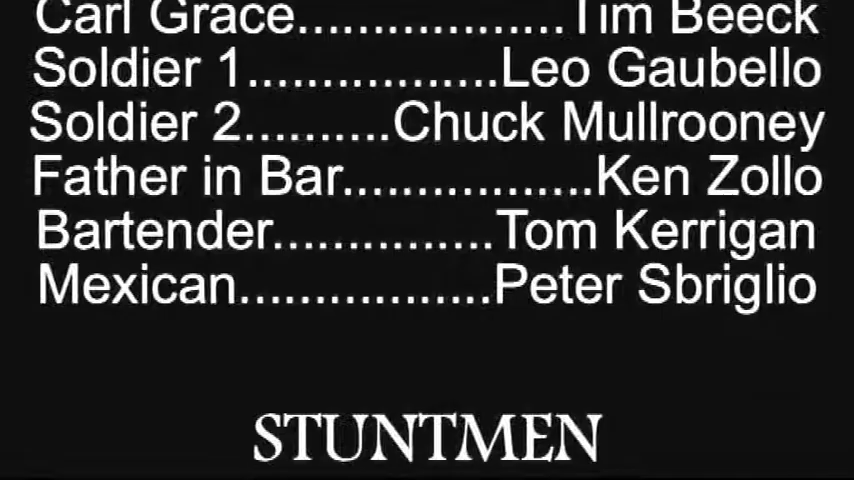 Carl Grace..................Tim Beeck
Soldier 1.................Leo Gaubello
Soldier 2..........Chuck Mullrooney
Father in Bar.................Ken Zollo
Bartender...............Tom Kerrigan
Mexican.................Peter Sbriglio
STUNTMEN